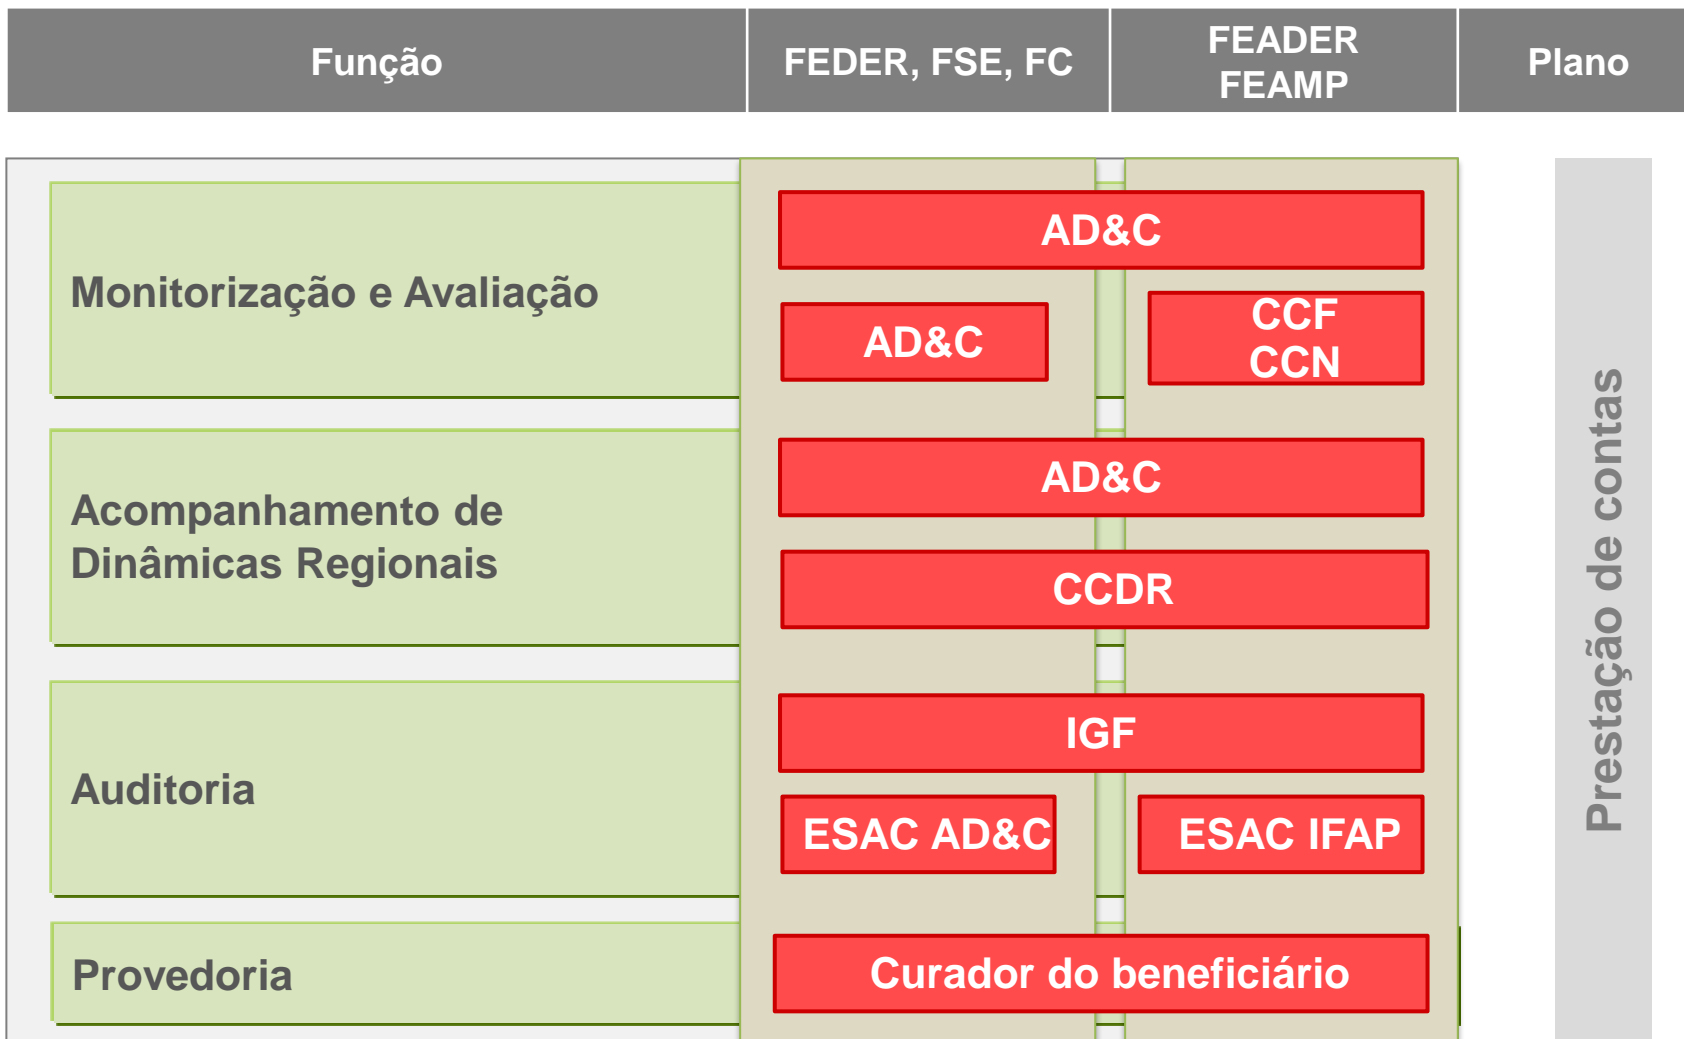 Função
FEDER, FSE, FC
FEADER
FEAMP
Plano
Monitorização e Avaliação
AD&C
AD&C
CCF
CCN
Acompanhamento de
Dinâmicas Regionais
AD&C
CCDR
Auditoria
IGF
ESAC AD&C
ESAC IFAP
Provedoria
Curador do beneficiário
Prestação de contas